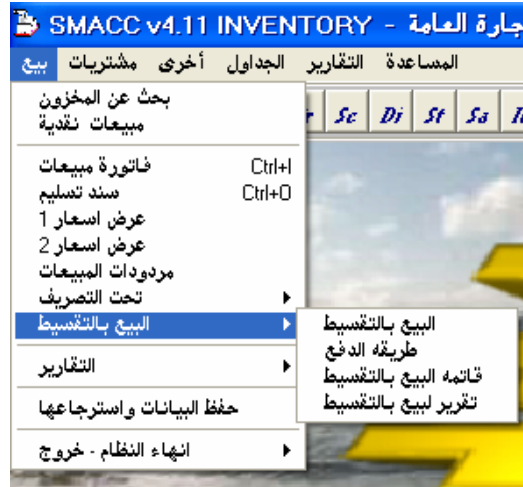 SMACC v4.11 INVENTORY - جارة العامة
بيع مشتريات أخرى الجداول التقارير المساعدة
Sc Di St Sa
بحث عن المخزون
مبيعات نقدية
فاتورة مبيعات Ctrl+I
سند تسليم Ctrl+O
عرض اسعار 1
عرض اسعار 2
مردودات المبيعات
تحت التصريف
البيع بالتقسيط
البيع بالتقسيط
طريقه الدفع
قائمه البيع بالتقسيط
تقرير لبيع بالتقسيط
التقارير
حفظ البيانات واسترجاعها
انهاء النظام - خروج